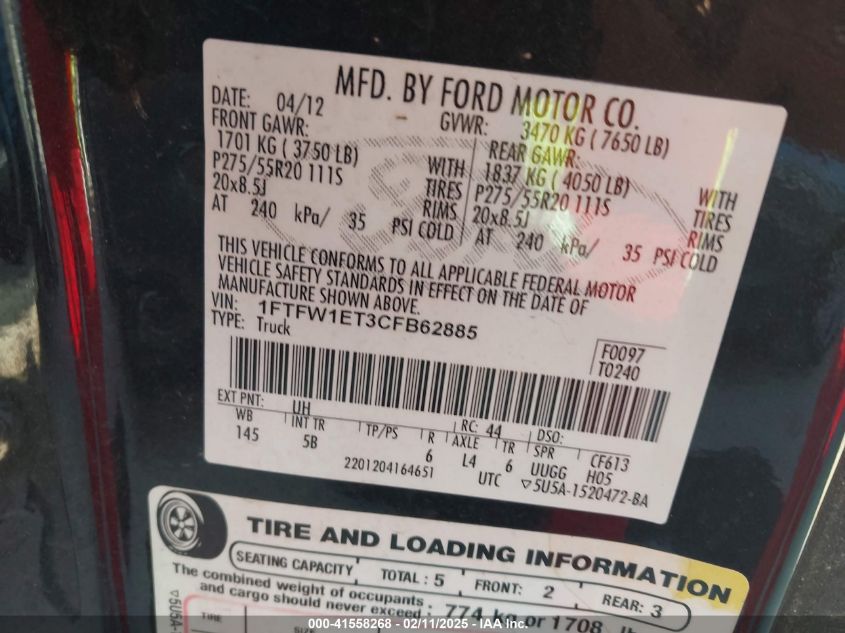 MFD. BY FORD MOTOR CO.
DATE: 04/12 GVWR: 3470 KG ( 7650 LB)
FRONT GAWR: REAR GAWR:
1701 KG ( 3750 LB) WITH 1837 KG ( 4050 LB) WITH
P275/55R20 111S TIRES P275/55R20 111S TIRES
20x8.5J RIMS 20x8.5J RIMS
AT 240 kPa/ 35 PSI COLD AT 240 kPa/ 35 PSI COLD
THIS VEHICLE CONFORMS TO ALL APPLICABLE FEDERAL MOTOR
VEHICLE SAFETY STANDARDS IN EFFECT ON THE DATE OF
MANUFACTURE SHOWN ABOVE.
VIN: 1FTFW1ET3CFB62885
TYPE: Truck
F0097
T0240
EXT PNT: UH RC: 44 DSO:
WB INT TR TP/PS R AXLE TR SPR CF613
145 5B 6 L4 6 UUGG H05
2201204164651 UTC ▽5U5A-1520472-BA
TIRE AND LOADING INFORMATION
SEATING CAPACITY TOTAL : 5 FRONT: 2 REAR: 3
The combined weight of occupants
and cargo should never exceed : 774 kg or 1708
▽5U5A-
TIRE
000-41558268 - 02/11/2025 - IAA Inc.